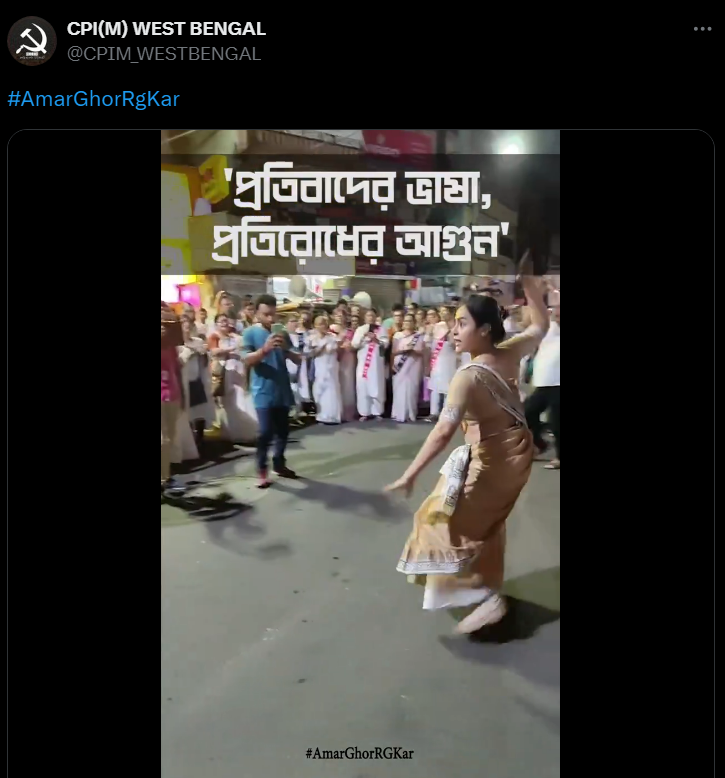 CPI(M) WEST BENGAL
@CPIM_WESTBENGAL
#AmarGhorRgKar
'প্রতিবাদের ভাষা,
প্রতিরোধের আগুন'
#AmarGhorRGKar